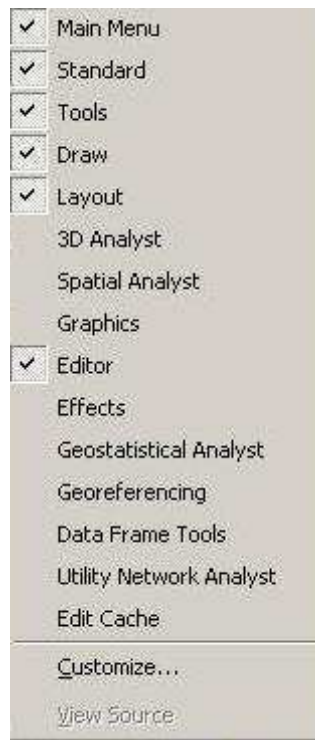 Main Menu
Standard
Tools
Draw
Layout
3D Analyst
Spatial Analyst
Graphics
Editor
Effects
Geostatistical Analyst
Georeferencing
Data Frame Tools
Utility Network Analyst
Edit Cache
Customize...
View Source